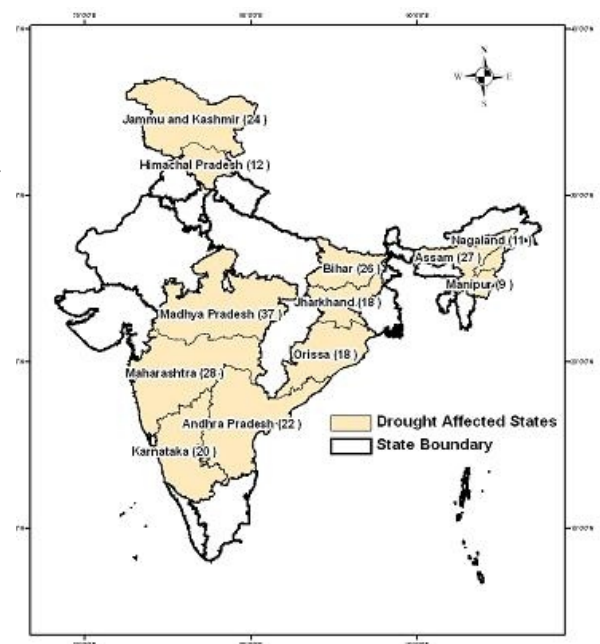 N
W E
S
Jammu and Kashmir (24 )
Himachal Pradesh (12 )
Nagaland (11 )
Assam (27 )
Bihar (26 )
Manipur (9 )
Jharkhand (18 )
Madhya Pradesh (37 )
Orissa (18 )
Maharashtra (28 )
Andhra Pradesh (22 )
Drought Affected States
State Boundary
Karnataka (20 )